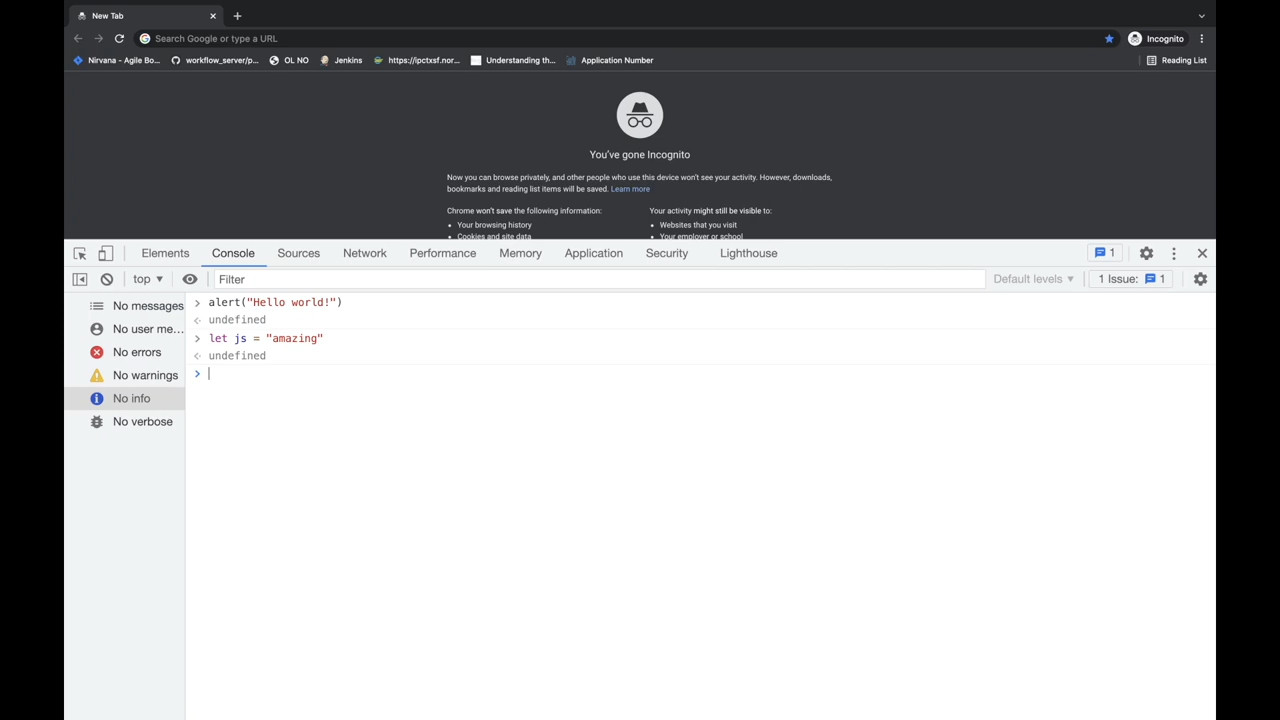 New Tab
Search Google or type a URL
Incognito
Nirvana - Agile Bo...
workflow_server/p...
OL NO
Jenkins
https://ipctxsf.nor...
Understanding th...
Application Number
Reading List
You've gone Incognito
Now you can browse privately, and other people who use this device won't see your activity. However, downloads,
bookmarks and reading list items will be saved. Learn more
Chrome won't save the following information:
Your activity might still be visible to:
• Your browsing history
• Websites that you visit
• Cookies and site data
• Your employer or school
Elements
Console
Sources
Network
Performance
Memory
Application
Security
Lighthouse
1
top
Filter
Default levels
1 Issue: 1
No messages
No user me...
No errors
No warnings
No info
No verbose
alert("Hello world!")
undefined
let js = "amazing"
undefined